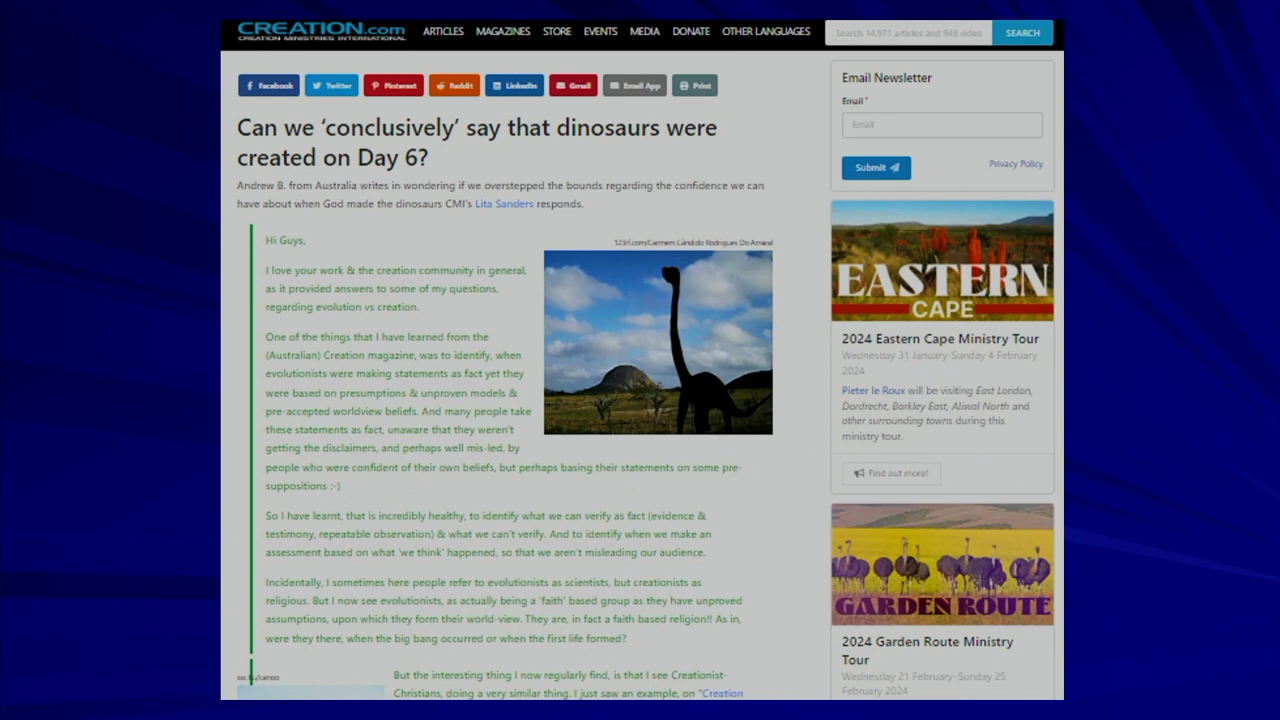 CREATION.com
CREATION MINISTRIES INTERNATIONAL
ARTICLES MAGAZINES STORE EVENTS MEDIA DONATE OTHER LANGUAGES
Search 14,971 articles and 949 video
SEARCH
Facebook Twitter Pinterest Reddit LinkedIn Gmail Email App Print
Can we ‘conclusively’ say that dinosaurs were
created on Day 6?
Andrew B. from Australia writes in wondering if we overstepped the bounds regarding the confidence we can
have about when God made the dinosaurs CMI's Lita Sanders responds.
123rf.com/Carmem Cândido Rodrigues Do Amaral
Hi Guys,
I love your work & the creation community in general,
as it provided answers to some of my questions,
regarding evolution vs creation.
One of the things that I have learned from the
(Australian) Creation magazine, was to identify, when
evolutionists were making statements as fact yet they
were based on presumptions & unproven models &
pre-accepted worldview beliefs. And many people take
these statements as fact, unaware that they weren't
getting the disclaimers, and perhaps well mis-led, by
people who were confident of their own beliefs, but perhaps basing their statements on some pre-
suppositions :-)
So I have learnt, that is incredibly healthy, to identify what we can verify as fact (evidence &
testimony, repeatable observation) & what we can't verify. And to identify when we make an
assessment based on what ‘we think’ happened, so that we aren't misleading our audience.
Incidentally, I sometimes here people refer to evolutionists as scientists, but creationists as
religious. But I now see evolutionists, as actually being a ‘faith’ based group as they have unproved
assumptions, upon which they form their world-view. They are, in fact a faith based religion!! As in,
were they there, when the big bang occurred or when the first life formed?
But the interesting thing I now regularly find, is that I see Creationist-
Christians, doing a very similar thing. I just saw an example, on "Creation
Email Newsletter
Email *
Email
Submit
Privacy Policy
EASTERN
CAPE
2024 Eastern Cape Ministry Tour
Wednesday 31 January-Sunday 4 February
2024
Pieter le Roux will be visiting East London,
Dordrecht, Barkley East, Aliwal North and
other surrounding towns during this
ministry tour.
Find out more!
GARDEN ROUTE
2024 Garden Route Ministry
Tour
Wednesday 21 February-Sunday 25
February 2024